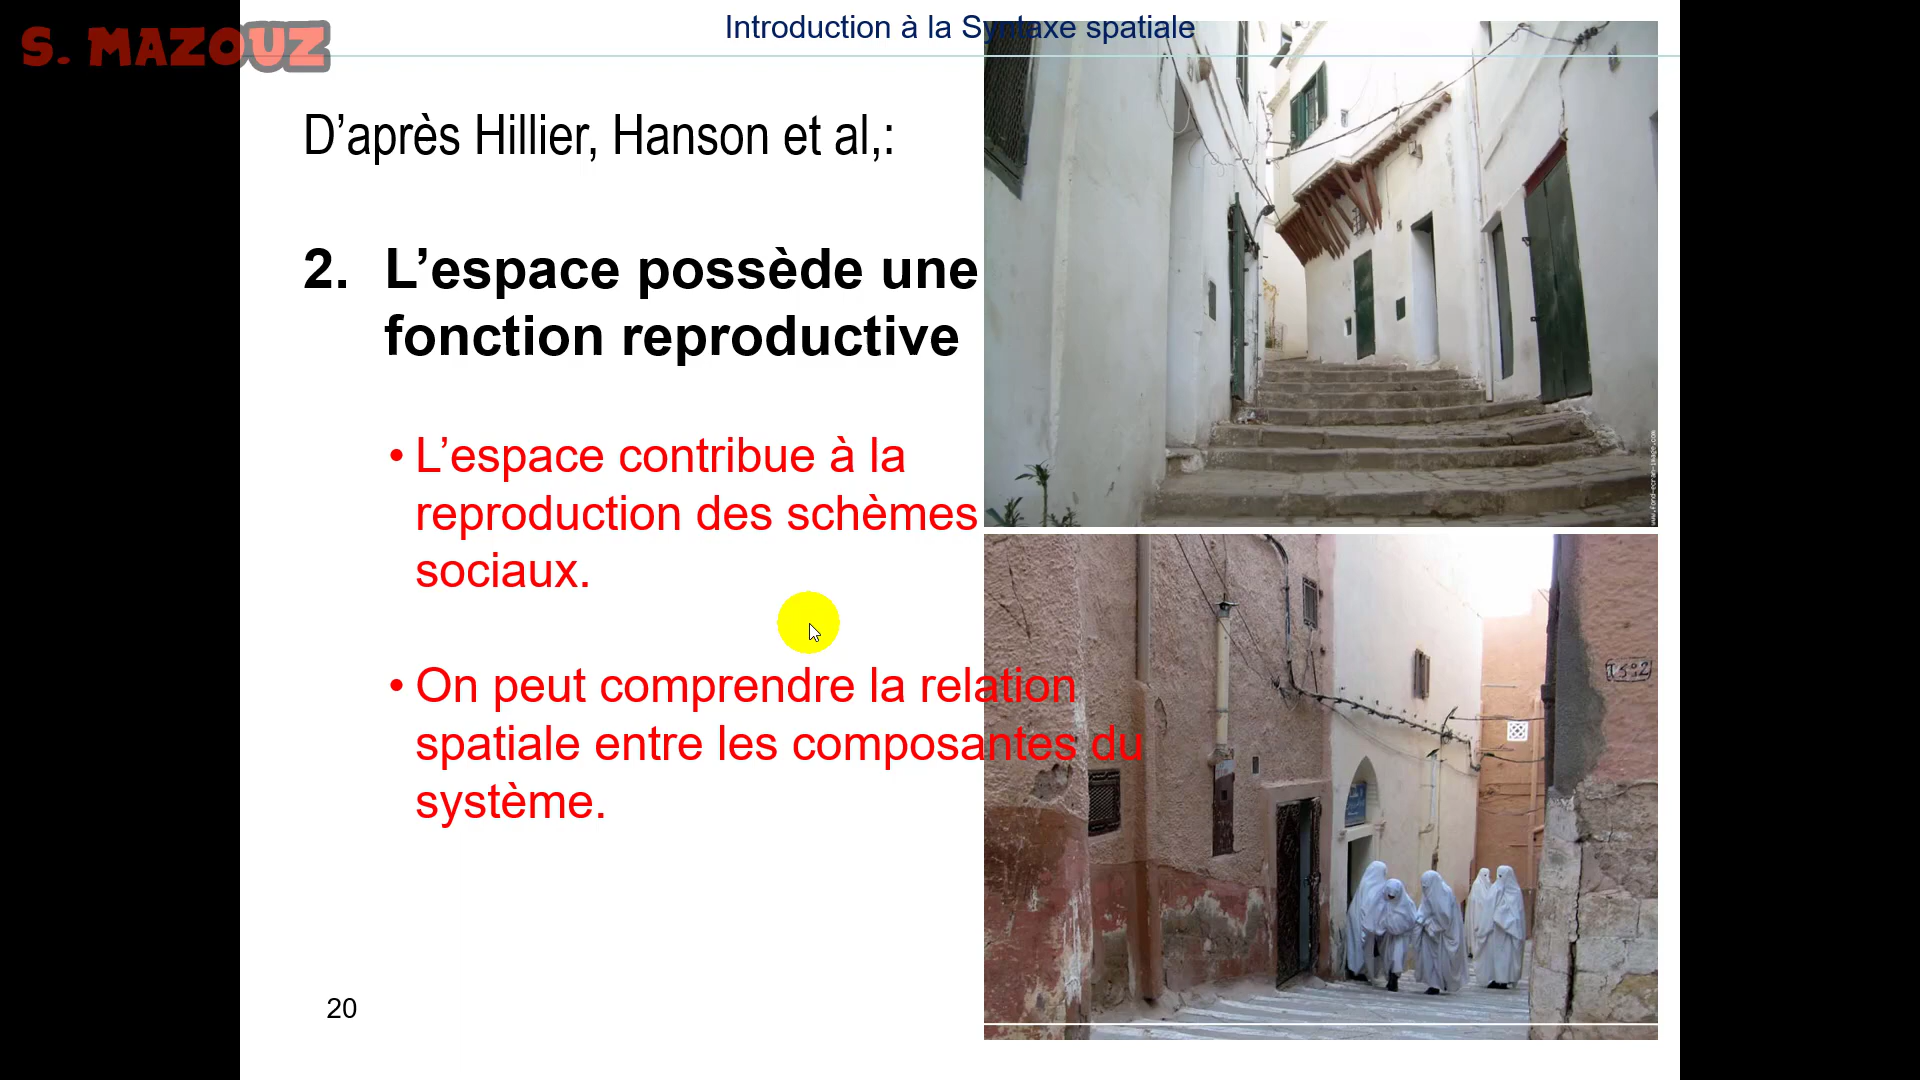 S. MAZOUZ
Introduction à la Syntaxe spatiale
D’après Hillier, Hanson et al,:
2. L’espace possède une
fonction reproductive
• L’espace contribue à la
reproduction des schèmes
sociaux.
• On peut comprendre la relation
spatiale entre les composantes du
système.
20